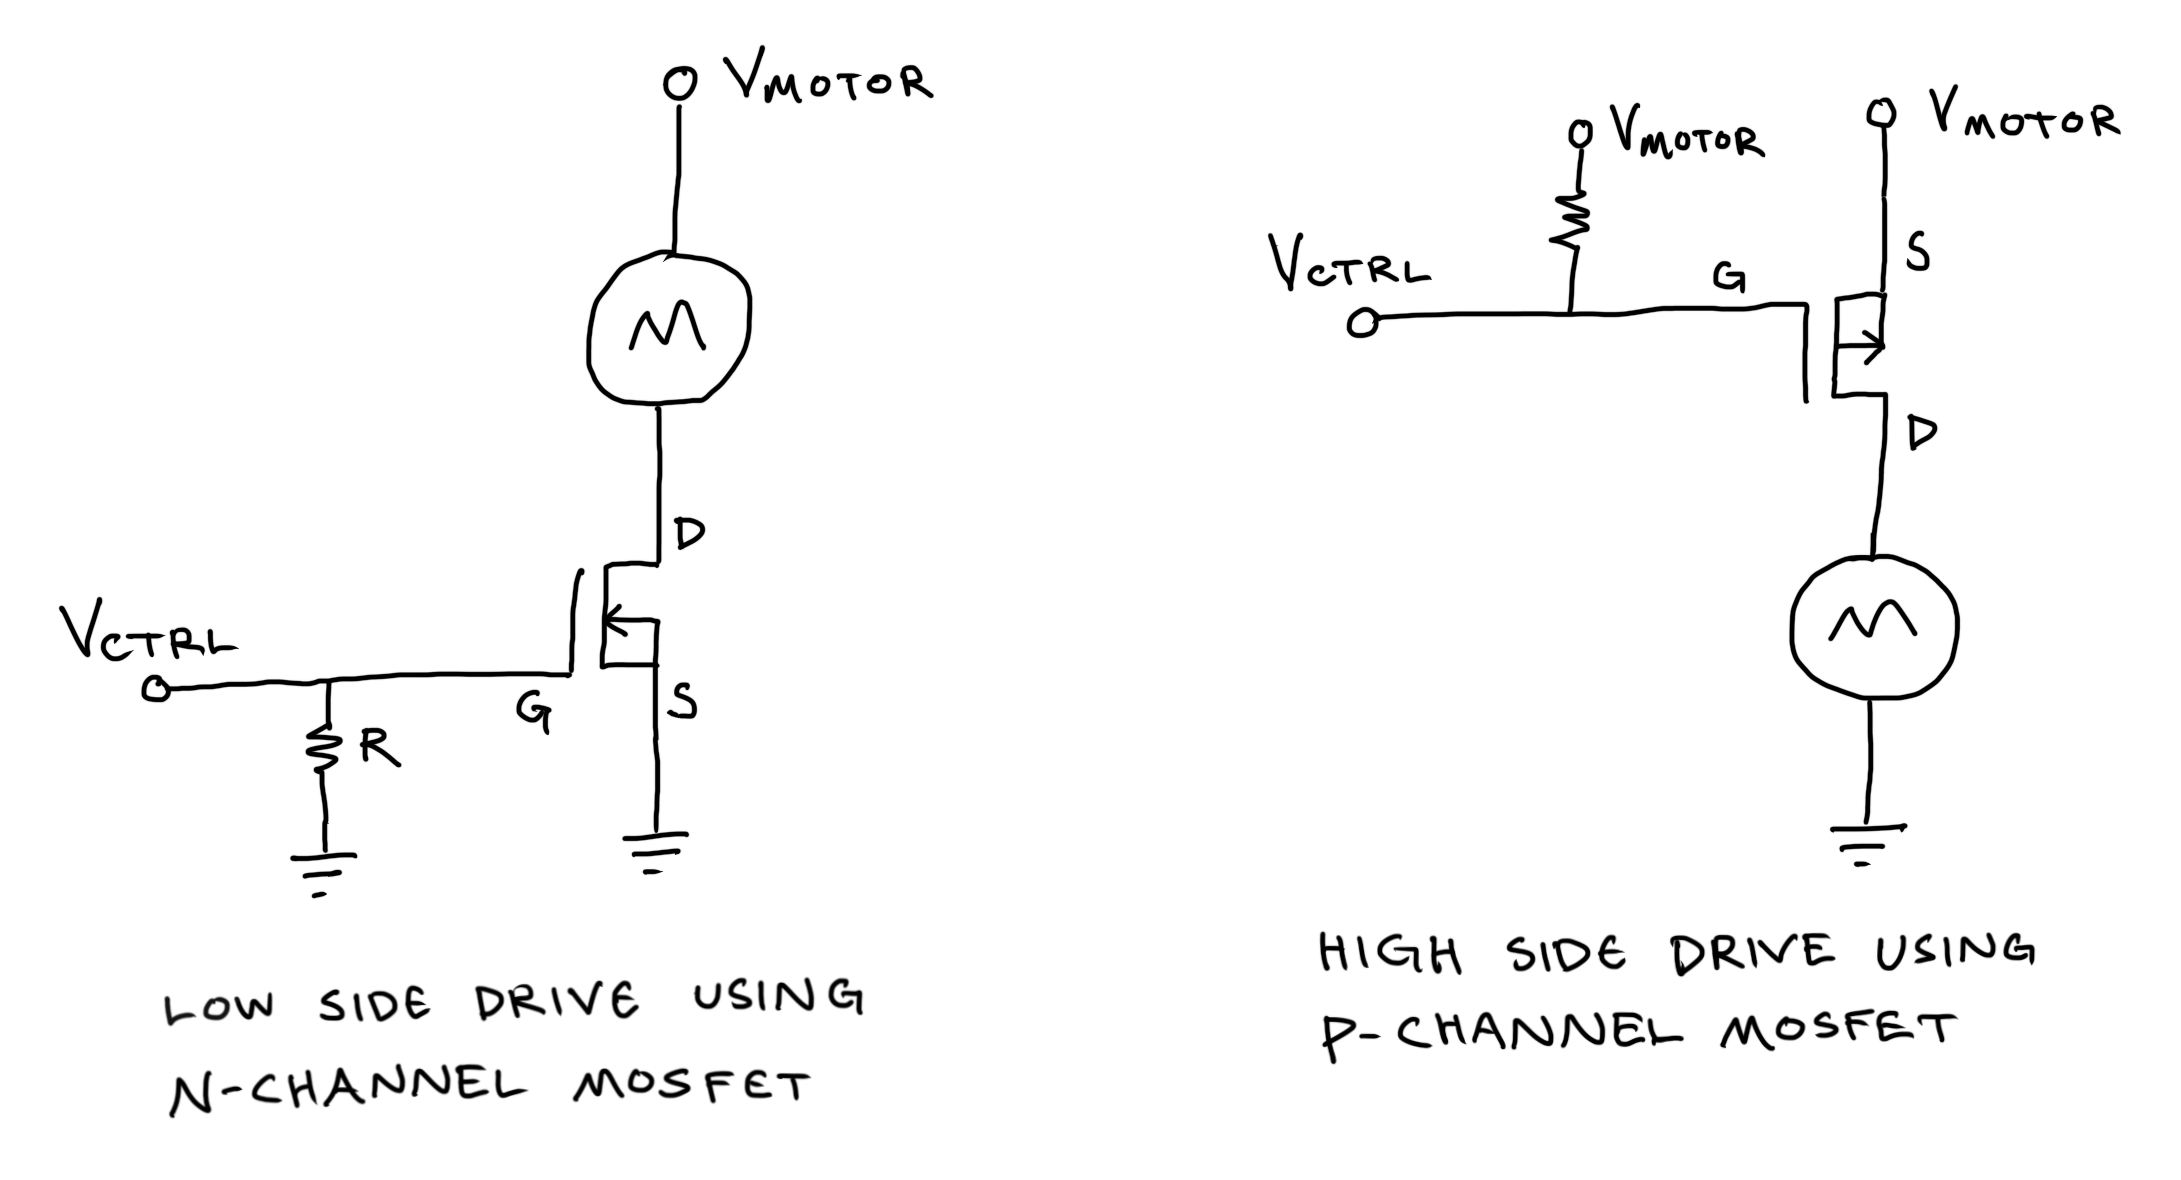 VMOTOR
M
D
VCTRL
G
S
R
LOW SIDE DRIVE USING
N-CHANNEL MOSFET
VMOTOR
VMOTOR
VCTRL
G
S
D
M
HIGH SIDE DRIVE USING
P-CHANNEL MOSFET